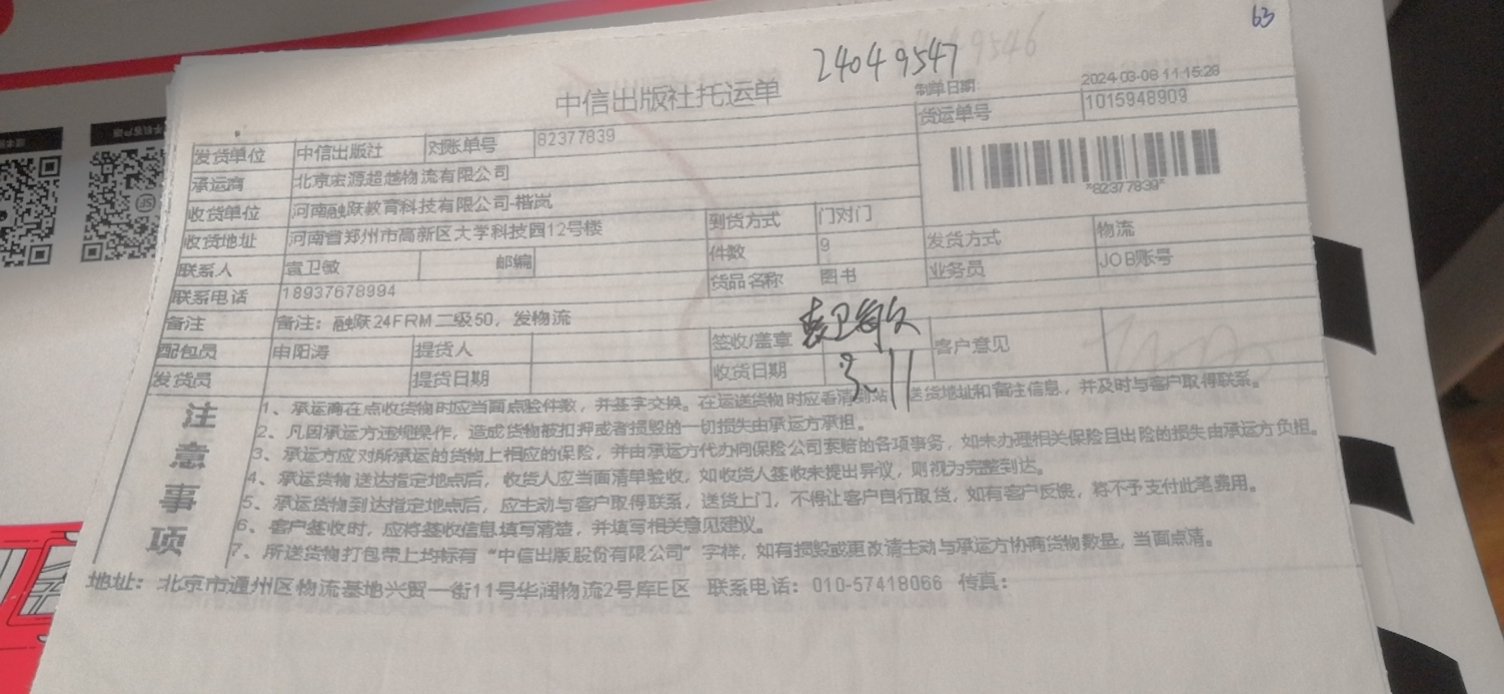 63
24049547
中信出版社托运单
制单日期: 2024-03-08 11:15:28
发货单位 中信出版社 对账单号 82377839 货运单号 1015948909
承运商 北京宏源超越物流有限公司
*82377839*
收货单位 河南融跃教育科技有限公司-楷岚 到货方式 门对门
收货地址 河南省郑州市高新区大学科技园12号楼 件数 9 发货方式 物流
联系人 袁卫敏 邮编 货品名称 图书 业务员 JOB账号
联系电话 18937678994
备注 备注：融跃24FRM二级50，发物流 签收/盖章 袁卫敏 客户意见
配包员 申阳涛 提货人 收货日期 3.11
发货员 提货日期
注意事项
1、承运商在点收货物时应当面点验件数，并签字交换。在运送货物时应看清到站、送货地址和备注信息，并及时与客户取得联系。
2、凡因承运方违规操作，造成货物被扣押或者损毁的一切损失由承运方承担。
3、承运方应对所承运的货物上相应的保险，并由承运方代办向保险公司索赔的各项事务，如未办理相关保险且出险的损失由承运方负担。
4、承运货物送达指定地点后，收货人应当面清单验收，如收货人签收未提出异议，则视为完整到达。
5、承运货物到达指定地点后，应主动与客户取得联系，送货上门，不得让客户自行取货，如有客户反馈，将不予支付此笔费用。
6、客户签收时，应将签收信息填写清楚，并填写相关意见建议。
7、所送货物打包带上均标有“中信出版股份有限公司”字样，如有损毁或更改请主动与承运方协商货物数量，当面点清。
地址：北京市通州区物流基地兴贸一街11号华润物流2号库E区 联系电话：010-57418066 传真：